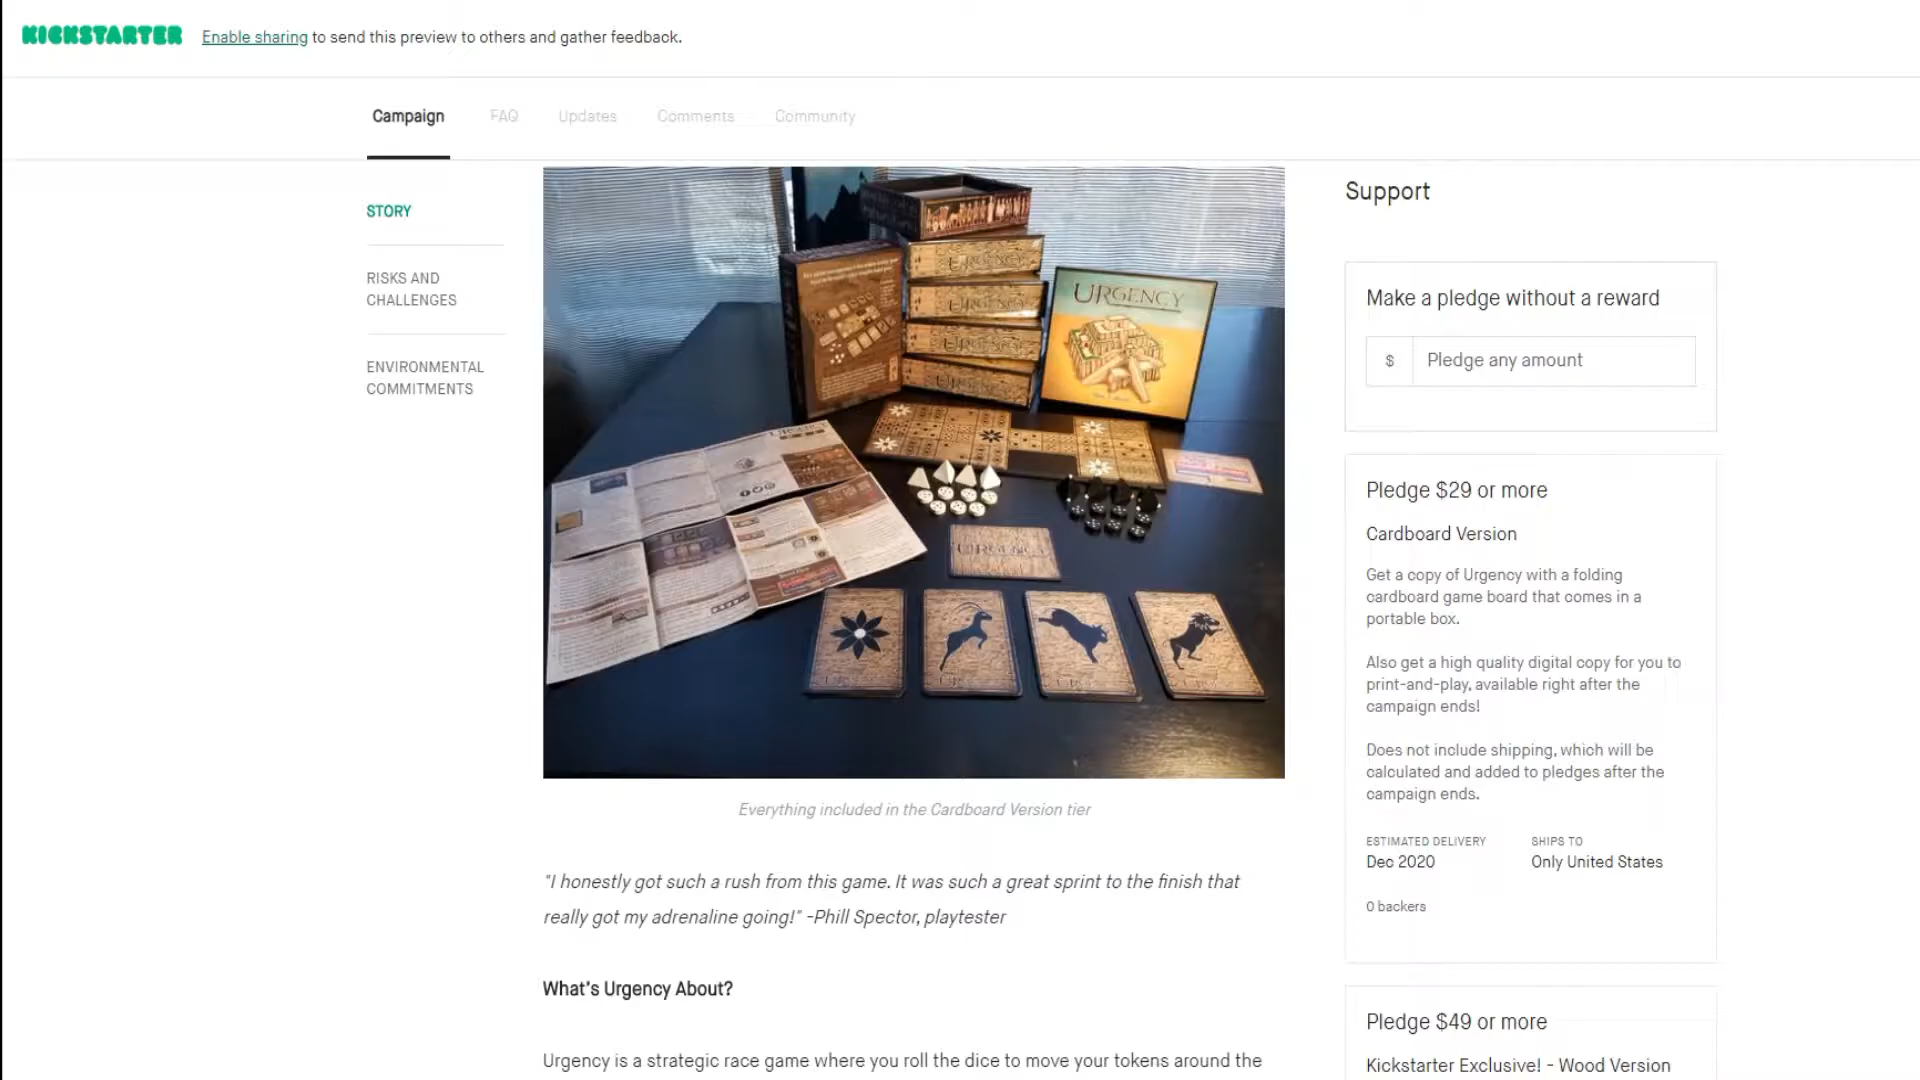 KICKSTARTER
Enable sharing to send this preview to others and gather feedback.
Campaign
FAQ
Updates
Comments
Community
STORY
RISKS AND
CHALLENGES
ENVIRONMENTAL
COMMITMENTS
URGENCY
URGENCY
URGENCY
URGENCY
URGENCY
URGENCY
URGENCY
Everything included in the Cardboard Version tier
"I honestly got such a rush from this game. It was such a great sprint to the finish that
really got my adrenaline going!" -Phill Spector, playtester
What's Urgency About?
Urgency is a strategic race game where you roll the dice to move your tokens around the
Support
Make a pledge without a reward
$ Pledge any amount
Pledge $29 or more
Cardboard Version
Get a copy of Urgency with a folding
cardboard game board that comes in a
portable box.
Also get a high quality digital copy for you to
print-and-play, available right after the
campaign ends!
Does not include shipping, which will be
calculated and added to pledges after the
campaign ends.
ESTIMATED DELIVERY
Dec 2020
SHIPS TO
Only United States
0 backers
Pledge $49 or more
Kickstarter Exclusive! - Wood Version